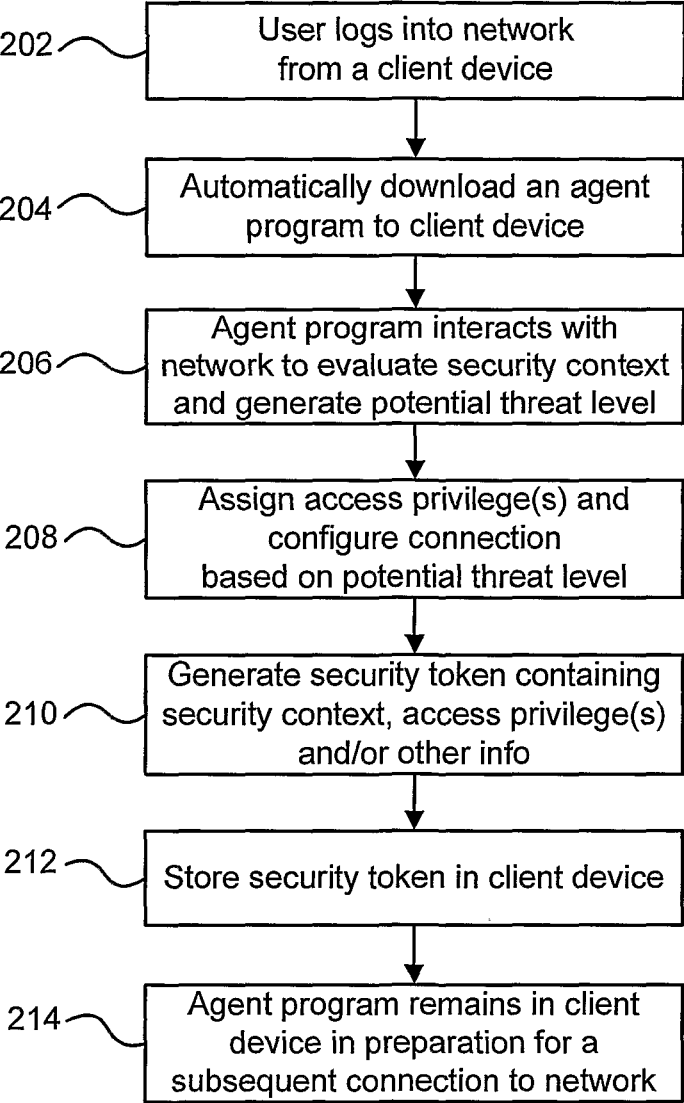 202
User logs into network
from a client device
204
Automatically download an agent
program to client device
206
Agent program interacts with
network to evaluate security context
and generate potential threat level
208
Assign access privilege(s) and
configure connection
based on potential threat level
210
Generate security token containing
security context, access privilege(s)
and/or other info
212
Store security token in client device
214
Agent program remains in client
device in preparation for a
subsequent connection to network